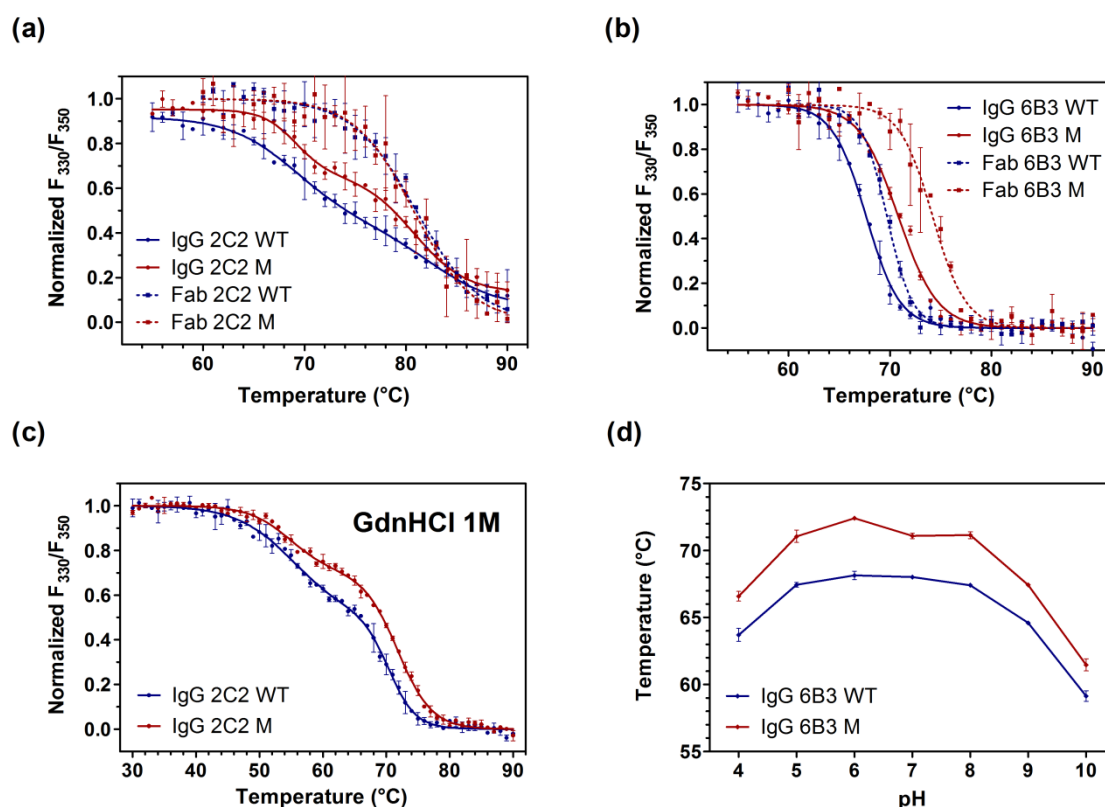 (a)
Normalized F330/F350
1.0
0.8
0.6
0.4
0.2
0.0
IgG 2C2 WT
IgG 2C2 M
Fab 2C2 WT
Fab 2C2 M
60
70
80
90
Temperature (°C)
(b)
Normalized F330/F350
1.0
0.8
0.6
0.4
0.2
0.0
IgG 6B3 WT
IgG 6B3 M
Fab 6B3 WT
Fab 6B3 M
60
70
80
90
Temperature (°C)
(c)
Normalized F330/F350
1.0
0.8
0.6
0.4
0.2
0.0
GdnHCl 1M
IgG 2C2 WT
IgG 2C2 M
30
40
50
60
70
80
90
Temperature (°C)
(d)
Temperature (°C)
75
70
65
60
55
IgG 6B3 WT
IgG 6B3 M
4
5
6
7
8
9
10
pH